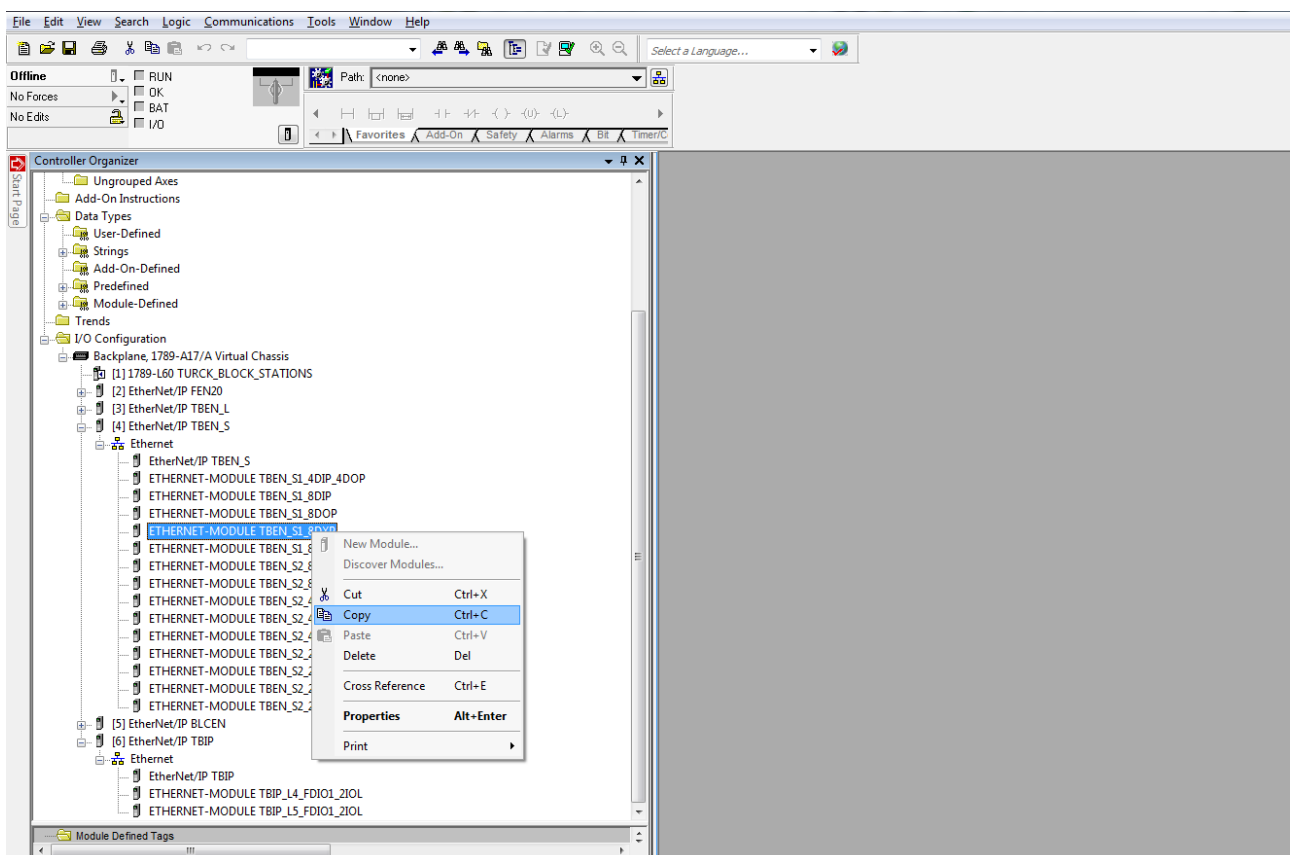 File Edit View Search Logic Communications Tools Window Help
Select a Language...
Offline RUN Path: <none>
No Forces OK
BAT
No Edits I/O
Favorites Add-On Safety Alarms Bit Timer/C
Start Page
Controller Organizer
Ungrouped Axes
Add-On Instructions
Data Types
User-Defined
Strings
Add-On-Defined
Predefined
Module-Defined
Trends
I/O Configuration
Backplane, 1789-A17/A Virtual Chassis
[1] 1789-L60 TURCK_BLOCK_STATIONS
[2] EtherNet/IP FEN20
[3] EtherNet/IP TBEN_L
[4] EtherNet/IP TBEN_S
Ethernet
EtherNet/IP TBEN_S
ETHERNET-MODULE TBEN_S1_4DIP_4DOP
ETHERNET-MODULE TBEN_S1_8DIP
ETHERNET-MODULE TBEN_S1_8DOP
ETHERNET-MODULE TBEN_S1_8DXP
ETHERNET-MODULE TBEN_S1_8
ETHERNET-MODULE TBEN_S2_8
ETHERNET-MODULE TBEN_S2_8
ETHERNET-MODULE TBEN_S2_4
ETHERNET-MODULE TBEN_S2_4
ETHERNET-MODULE TBEN_S2_4
ETHERNET-MODULE TBEN_S2_2
ETHERNET-MODULE TBEN_S2_2
ETHERNET-MODULE TBEN_S2_2
ETHERNET-MODULE TBEN_S2_2
[5] EtherNet/IP BLCEN
[6] EtherNet/IP TBIP
Ethernet
EtherNet/IP TBIP
ETHERNET-MODULE TBIP_L4_FDIO1_2IOL
ETHERNET-MODULE TBIP_L5_FDIO1_2IOL
Module Defined Tags
New Module...
Discover Modules...
Cut Ctrl+X
Copy Ctrl+C
Paste Ctrl+V
Delete Del
Cross Reference Ctrl+E
Properties Alt+Enter
Print